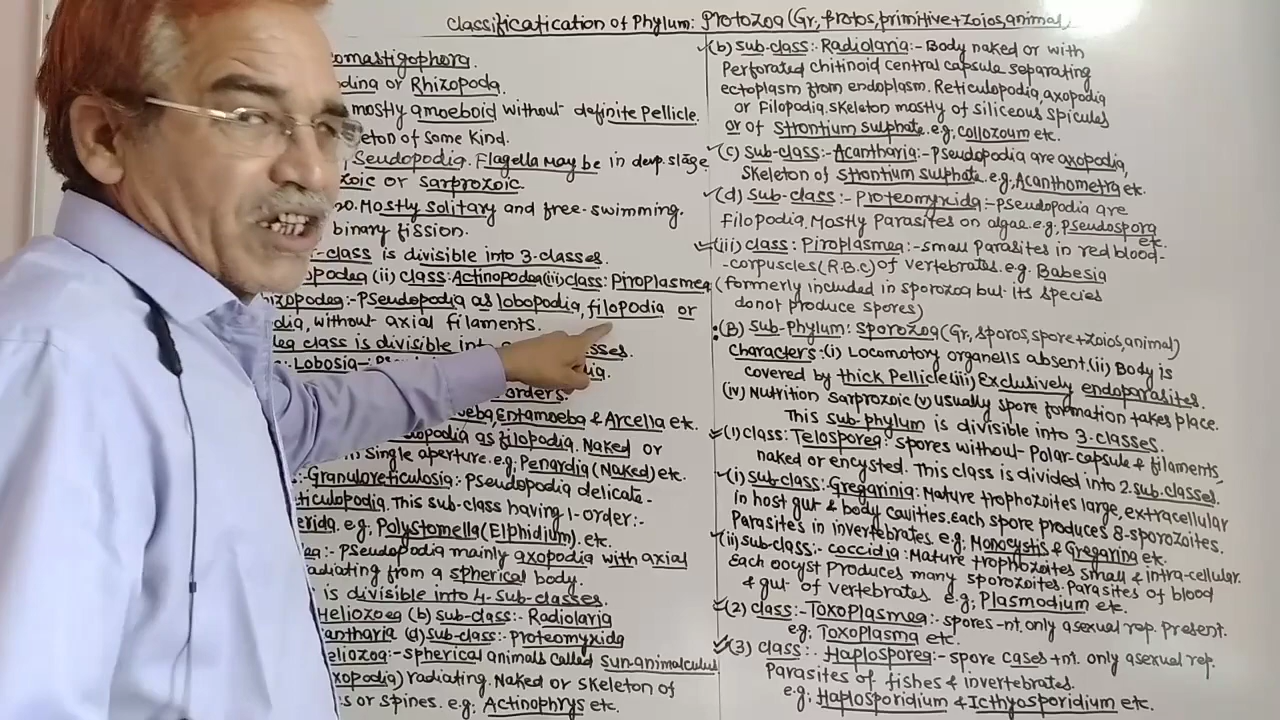 Classificatication of Phylum: Protozoa (Gr, Protos, primitive + zoios, animal)
omastigophora.
dina or Rhizopoda.
mostly amoeboid without definite Pellicle.
leton of Some Kind.
Seudopodia. Flagella may be in devp. stage
zoic or sarprozoic.
Mostly solitary and free-swimming.
binary fission.
-class is divisible into 3-classes.
opodea (ii) class: Actinopodea (iii) class: Piroplasmea
hizopodea:- Pseudopodia as lobopodia, filopodia or
dia, without axial filaments.
class is divisible into sses.
Lobosia-:
orders.
Entamoeba & Arcella etc.
as filopodia. Naked or
Single aperture. e.g; Penardia (Naked) etc.
:- Granuloreticulosia: Pseudopodia delicate-
ticulopodia. This sub-class having 1-order:-
erida. e.g; Polystomella (Elphidium). etc.
ea:- Pseudopodia mainly axopodia with axial
adiating from a spherical body.
is divisible into 4-sub-classes.
Heliozoea (b) sub-class:- Radiolaria
antharia (d) sub-class:- Proteomyxida
eliozoa:- spherical animals called sun-animalculus
xopodia) radiating. Naked or skeleton of
s or spines. e.g; Actinophrys etc.
(b) sub-class:- Radiolaria:- Body naked or with
Perforated chitinoid central capsule separating
ectoplasm from endoplasm. Reticulopodia, axopodia
or Filopodia. Skeleton mostly of siliceous spicules
or of Strontium sulphate. e.g; collozoum etc.
(c) sub-class:- Acantharia:- Pseudopodia are axopodia,
Skeleton of strontium sulphate. e.g; Acanthometra etc.
(d) sub-class:- Proteomyxida:- Pseudopodia are
filopodia. Mostly Parasites on algae. e.g; Pseudospora etc.
(iii) class: Piroplasmea:- small Parasites in red blood-
-corpuscles (R.B.C) of vertebrates. e.g. Babesia
(formerly included in sporozoa but its species
donot produce spores)
(B) Sub-Phylum: Sporozoa (Gr, sporos, spore + zoios, animal)
Characters: (i) Locomotory organells absent. (ii) Body is
covered by thick Pellicle (iii) Exclusively endoparasites.
(iv) Nutrition Sarprozoic (v) Usually spore formation takes place.
This sub-phylum is divisible into 3-classes.
(1) class: Telosporea: Spores without Polar-capsule & filaments,
naked or encysted. This class is divided into 2 sub-classes.
(i) sub class: Gregarinia: Mature trophozoites large, extracellular
in host gut & body cavities. Each spore produces 8-sporozoites.
Parasites in invertebrates. e.g; Monocystis & Gregarina etc.
(ii) sub-class:- coccidia: Mature trophozoites small & intra-cellular.
Each oocyst produces many sporozoites. Parasites of blood
& gut of vertebrates. e.g; Plasmodium etc.
(2) class:- Toxoplasmea:- spores -nt. only asexual rep. Present.
e.g; Toxoplasma etc.
(3) class: Haplosporea:- spore cases +nt. only asexual rep.
Parasites of fishes & invertebrates.
e.g; Haplosporidium & Icthyosporidium etc.